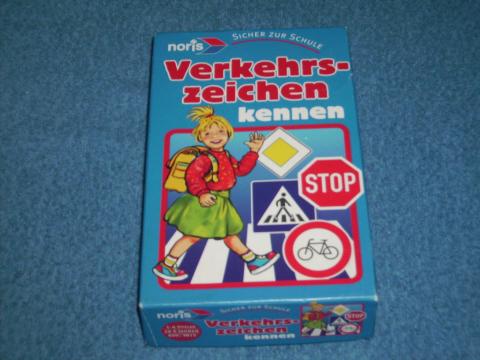 noris
SICHER ZUR SCHULE
Verkehrs-
zeichen
kennen
STOP
noris
SICHER ZUR SCHULE
Verkehrs-
zeichen
kennen
STOP